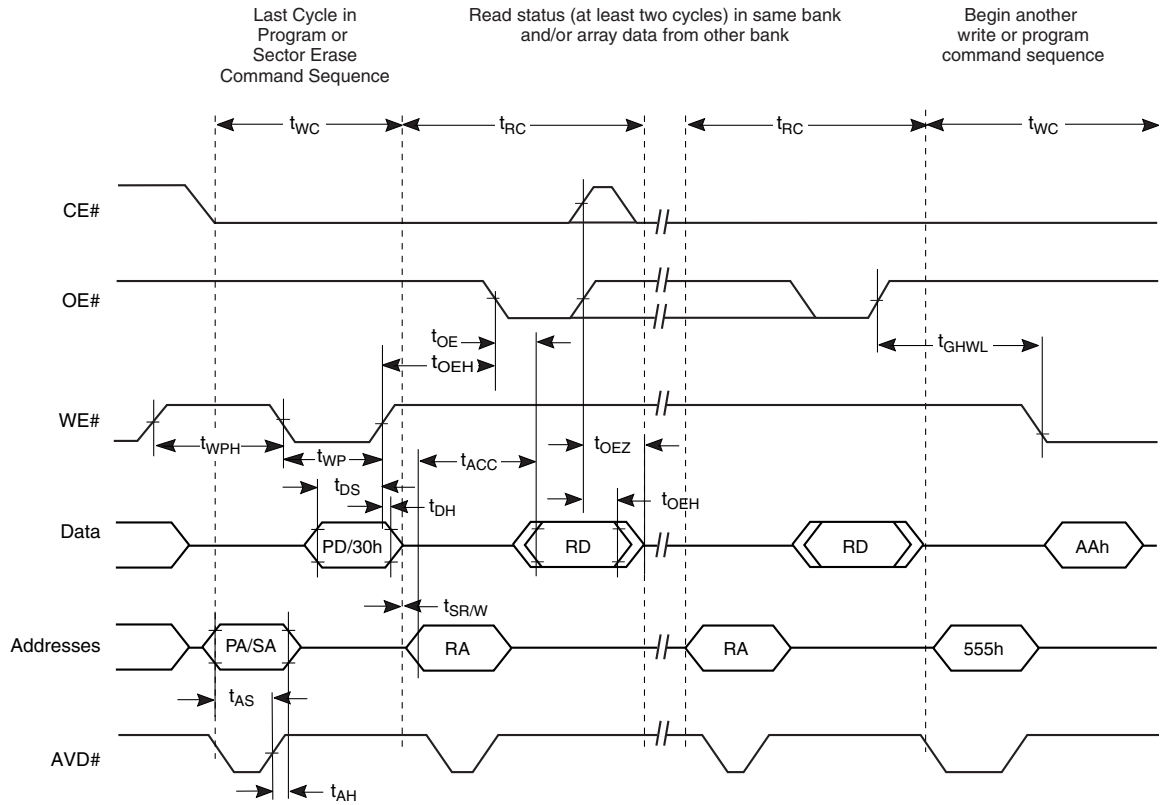 Last Cycle in
Program or
Sector Erase
Command Sequence
Read status (at least two cycles) in same bank
and/or array data from other bank
Begin another
write or program
command sequence
tWC
tRC
tRC
tWC
CE#
OE#
tOE
tOEH
tGHWL
WE#
tWPH
tWP
tACC
tOEZ
tDS
tDH
tOEH
Data
PD/30h
RD
RD
AAh
tSR/W
Addresses
PA/SA
RA
RA
555h
tAS
AVD#
tAH